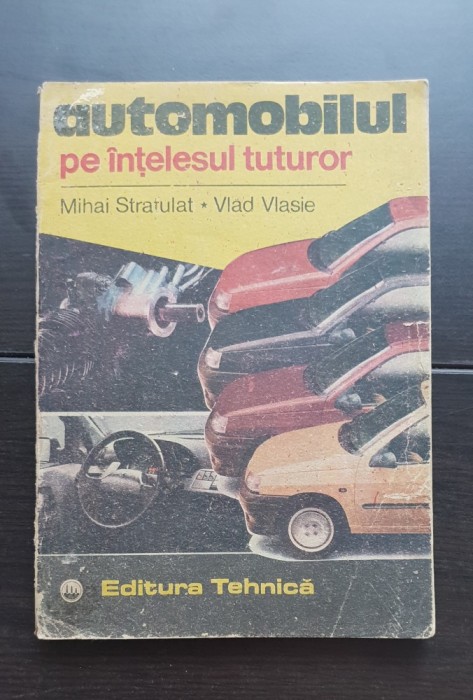 automobilul
pe înțelesul tuturor
Mihai Stratulat * Vlad Vlasie
Editura Tehnică